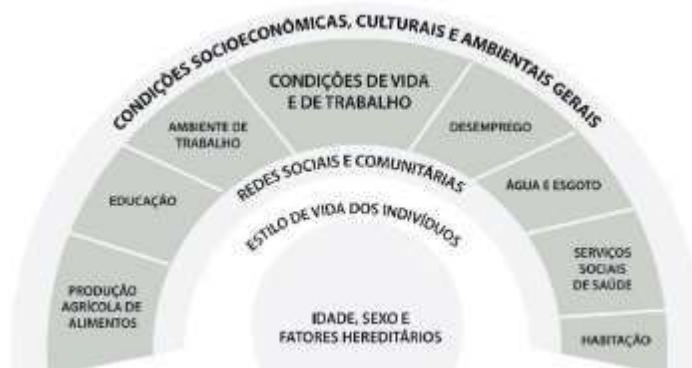 CONDIÇÕES SOCIOECONÔMICAS, CULTURAIS E AMBIENTAIS GERAIS
CONDIÇÕES DE VIDA
E DE TRABALHO
AMBIENTE DE
TRABALHO
DESEMPREGO
EDUCAÇÃO
ÁGUA E ESGOTO
PRODUÇÃO
AGRÍCOLA DE
ALIMENTOS
SERVIÇOS
SOCIAIS
DE SAÚDE
HABITAÇÃO
REDES SOCIAIS E COMUNITÁRIAS
ESTILO DE VIDA DOS INDIVÍDUOS
IDADE, SEXO E
FATORES HEREDITÁRIOS